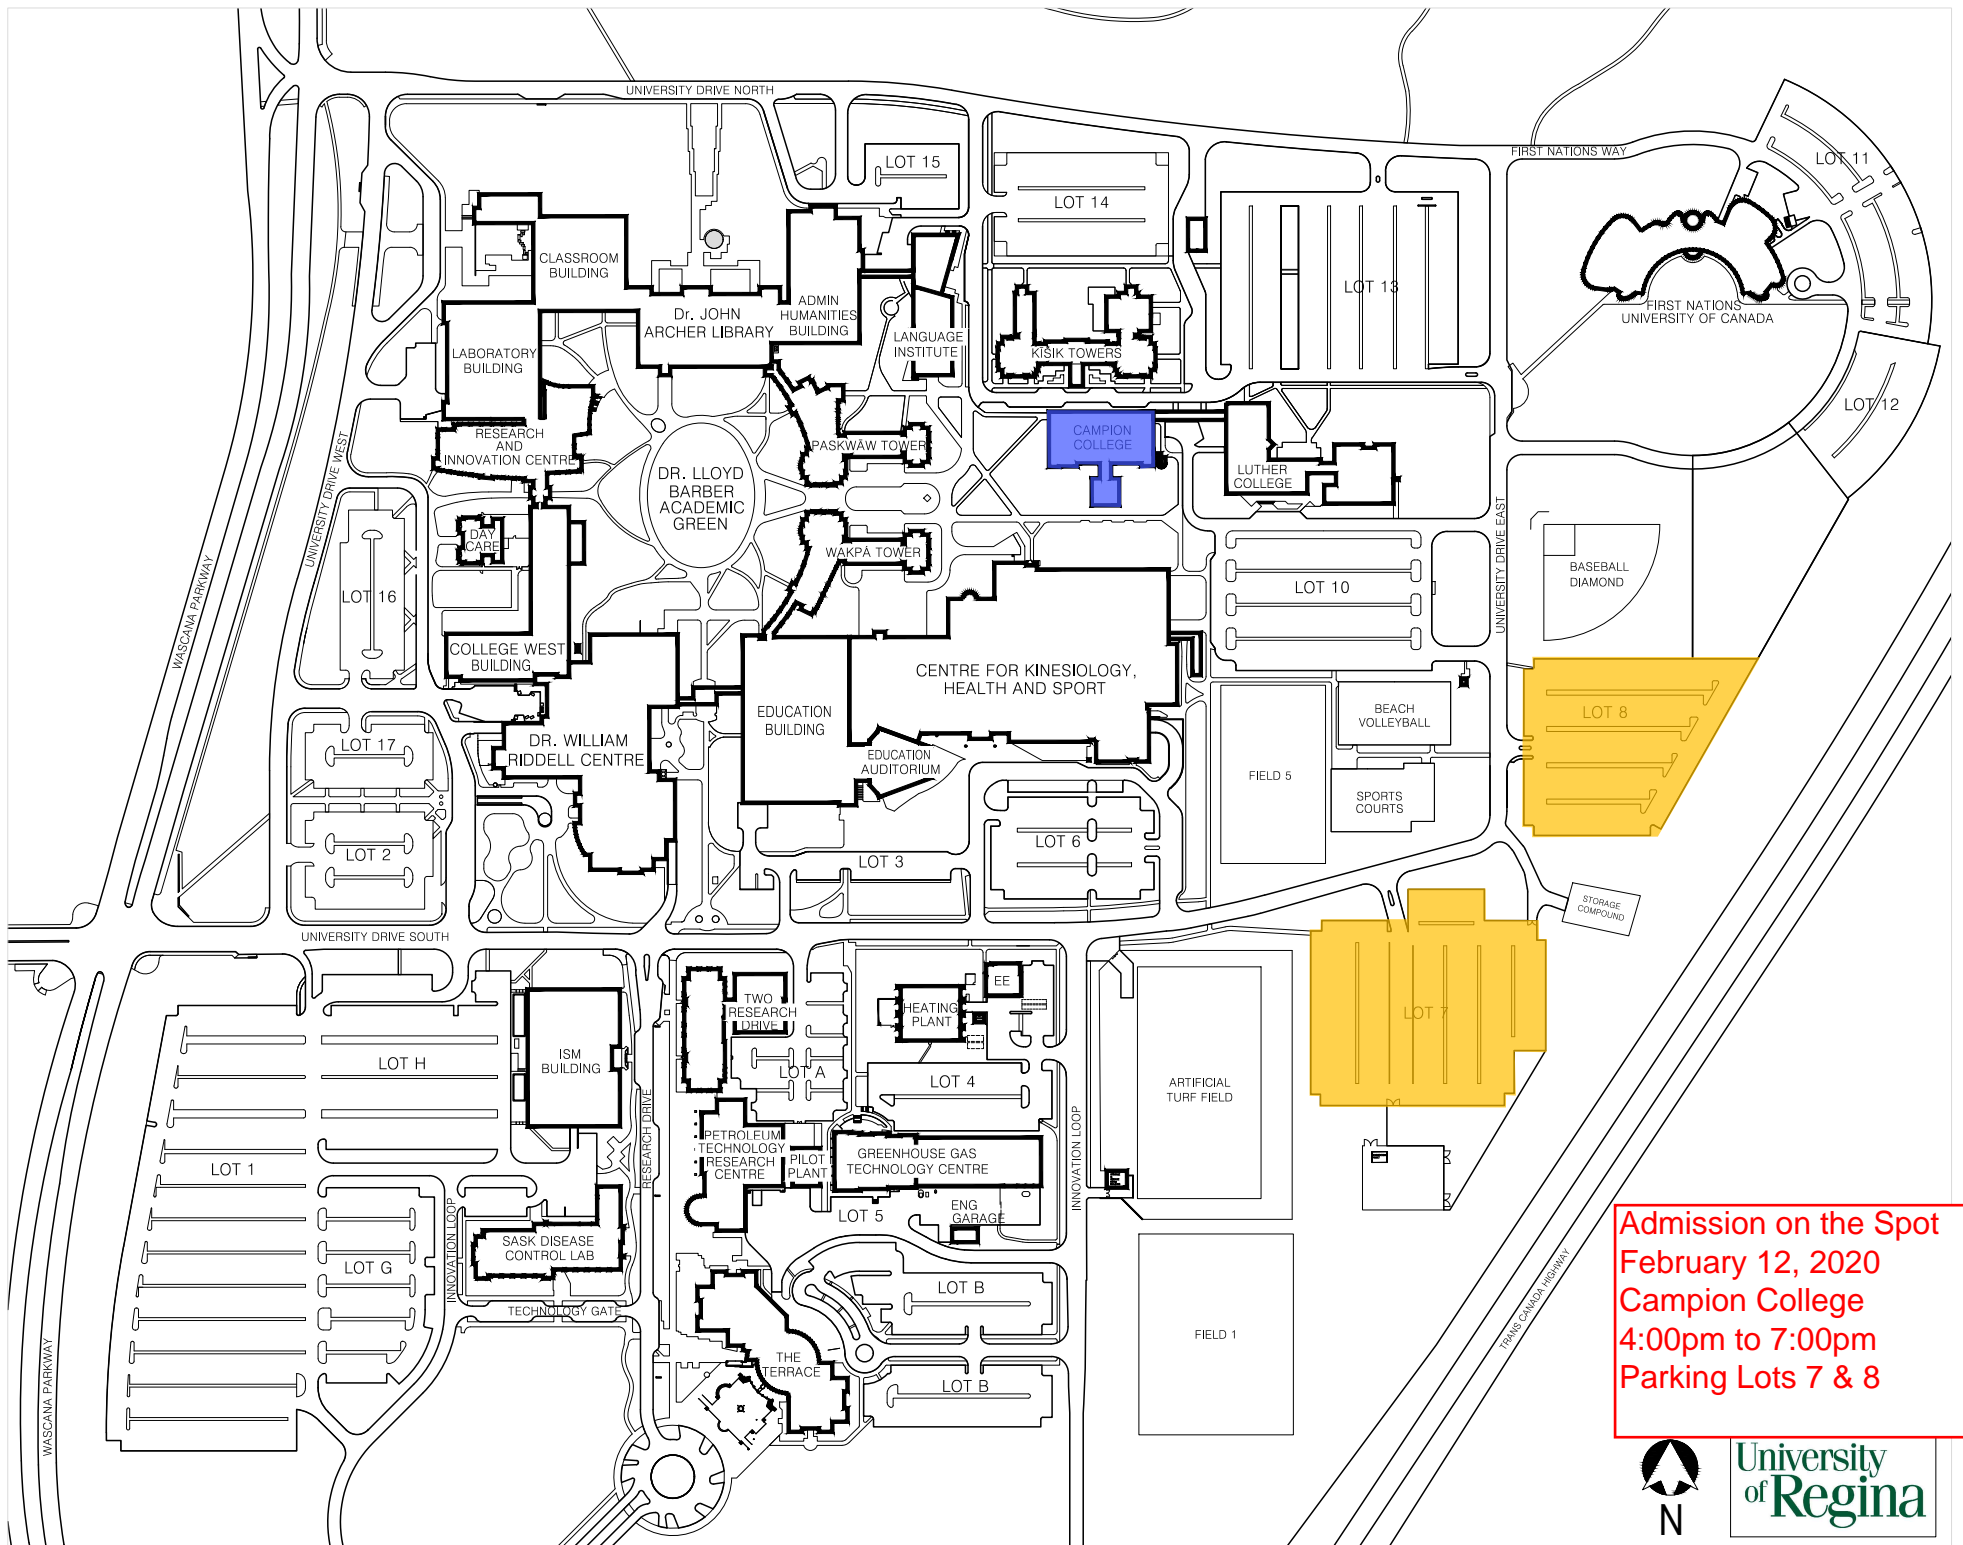 UNIVERSITY DRIVE NORTH
FIRST NATIONS WAY
LOT 11
LOT 15
LOT 14
CLASSROOM
BUILDING
LOT 13
ADMIN
HUMANITIES
BUILDING
Dr. JOHN
ARCHER LIBRARY
FIRST NATIONS
UNIVERSITY OF CANADA
LANGUAGE
INSTITUTE
KĪSIK TOWERS
LABORATORY
BUILDING
LOT 12
CAMPION
COLLEGE
RESEARCH
AND
INNOVATION CENTRE
PASKWĀW TOWER
LUTHER
COLLEGE
DR. LLOYD
BARBER
ACADEMIC
GREEN
UNIVERSITY DRIVE WEST
UNIVERSITY DRIVE EAST
DAY
CARE
WAKPÁ TOWER
BASEBALL
DIAMOND
LOT 10
LOT 16
WASCANA PARKWAY
COLLEGE WEST
BUILDING
CENTRE FOR KINESIOLOGY,
HEALTH AND SPORT
EDUCATION
BUILDING
BEACH
VOLLEYBALL
LOT 8
LOT 17
DR. WILLIAM
RIDDELL CENTRE
EDUCATION
AUDITORIUM
FIELD 5
SPORTS
COURTS
LOT 2
LOT 3
LOT 6
STORAGE
COMPOUND
UNIVERSITY DRIVE SOUTH
TWO
RESEARCH
DRIVE
EE
HEATING
PLANT
LOT 7
ISM
BUILDING
LOT H
LOT A
LOT 4
ARTIFICIAL
TURF FIELD
RESEARCH DRIVE
INNOVATION LOOP
PETROLEUM
TECHNOLOGY
RESEARCH
CENTRE
PILOT
PLANT
GREENHOUSE GAS
TECHNOLOGY CENTRE
LOT 1
LOT 5
ENG
GARAGE
INNOVATION LOOP
SASK DISEASE
CONTROL LAB
LOT G
LOT B
TECHNOLOGY GATE
TRANS CANADA HIGHWAY
FIELD 1
THE
TERRACE
LOT B
WASCANA PARKWAY
Admission on the Spot
February 12, 2020
Campion College
4:00pm to 7:00pm
Parking Lots 7 & 8
N
University
of Regina